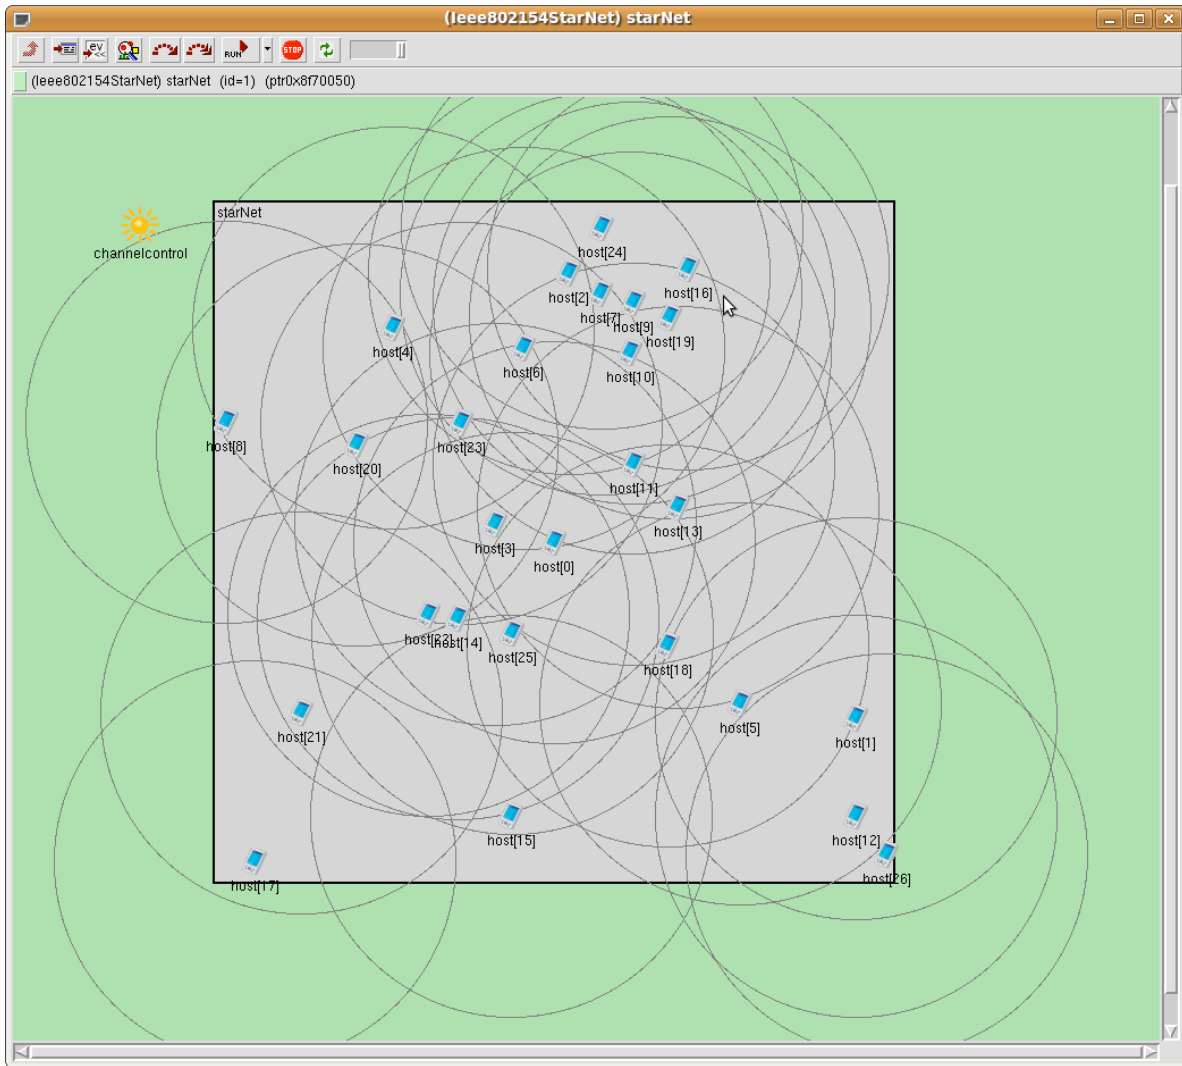 (Ieee802154StarNet) starNet
ev
<<
RUN
STOP
(Ieee802154StarNet) starNet (id=1) (ptr0x8f70050)
starNet
channelcontrol
host[24]
host[2]
host[16]
host[7]
host[9]
host[19]
host[4]
host[6]
host[10]
host[8]
host[20]
host[23]
host[11]
host[13]
host[3]
host[0]
host[22]
host[14]
host[25]
host[18]
host[21]
host[5]
host[1]
host[15]
host[12]
host[17]
host[26]